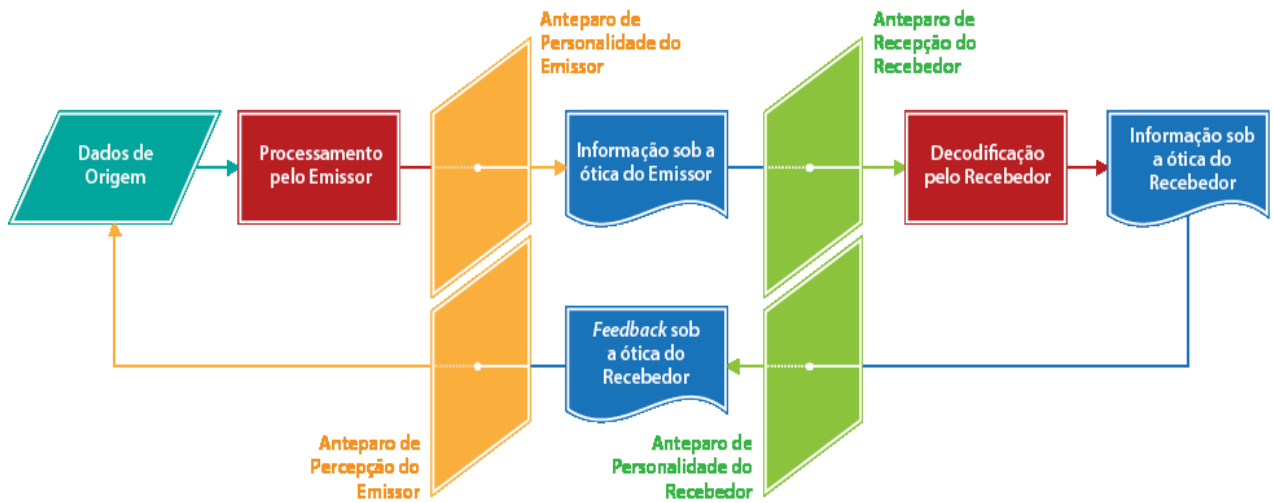 Anteparo de
Personalidade do
Emissor
Anteparo de
Recepção do
Recebedor
Dados de
Origem
Processamento
pelo Emissor
Informação sob a
ótica do Emissor
Decodificação
pelo Recebedor
Informação sob
a ótica do
Recebedor
Feedback sob
a ótica do
Recebedor
Anteparo de
Percepção do
Emissor
Anteparo de
Personalidade do
Recebedor